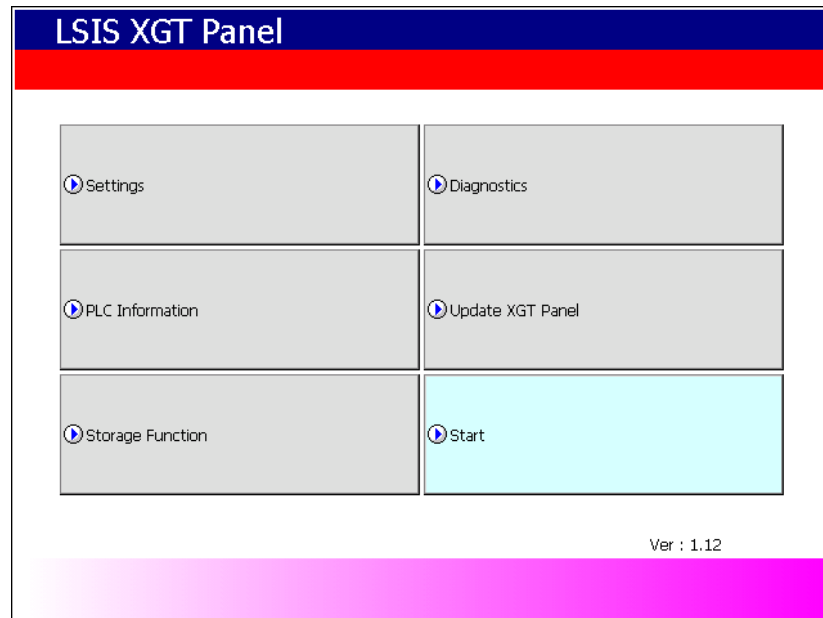 LSIS XGT Panel
Settings
Diagnostics
PLC Information
Update XGT Panel
Storage Function
Start
Ver : 1.12